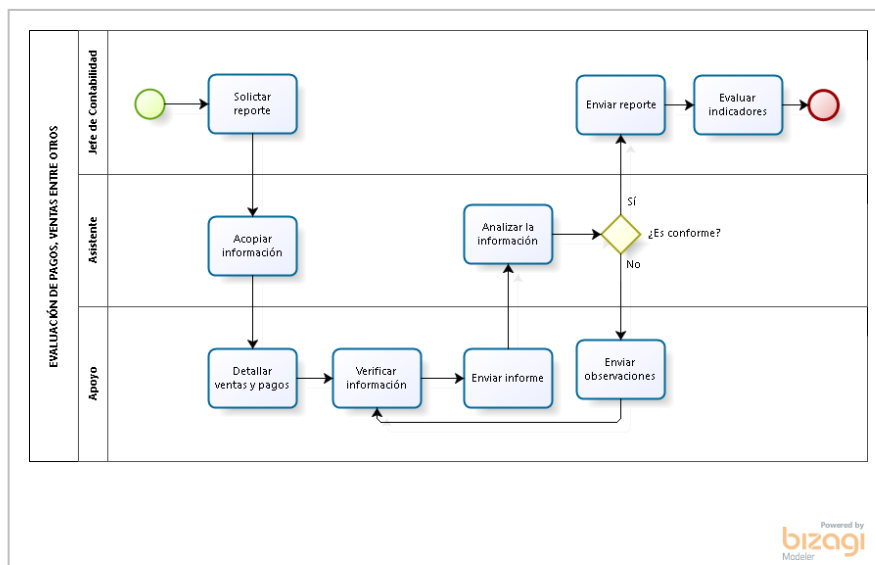 EVALUACIÓN DE PAGOS, VENTAS ENTRE OTROS
Jefe de Contabilidad
Solictar
reporte
Enviar reporte
Evaluar
indicadores
Asistente
Acopiar
información
Analizar la
información
Sí
¿Es conforme?
No
Apoyo
Detallar
ventas y pagos
Verificar
información
Enviar informe
Enviar
observaciones
Powered by
bizagi
Modeler